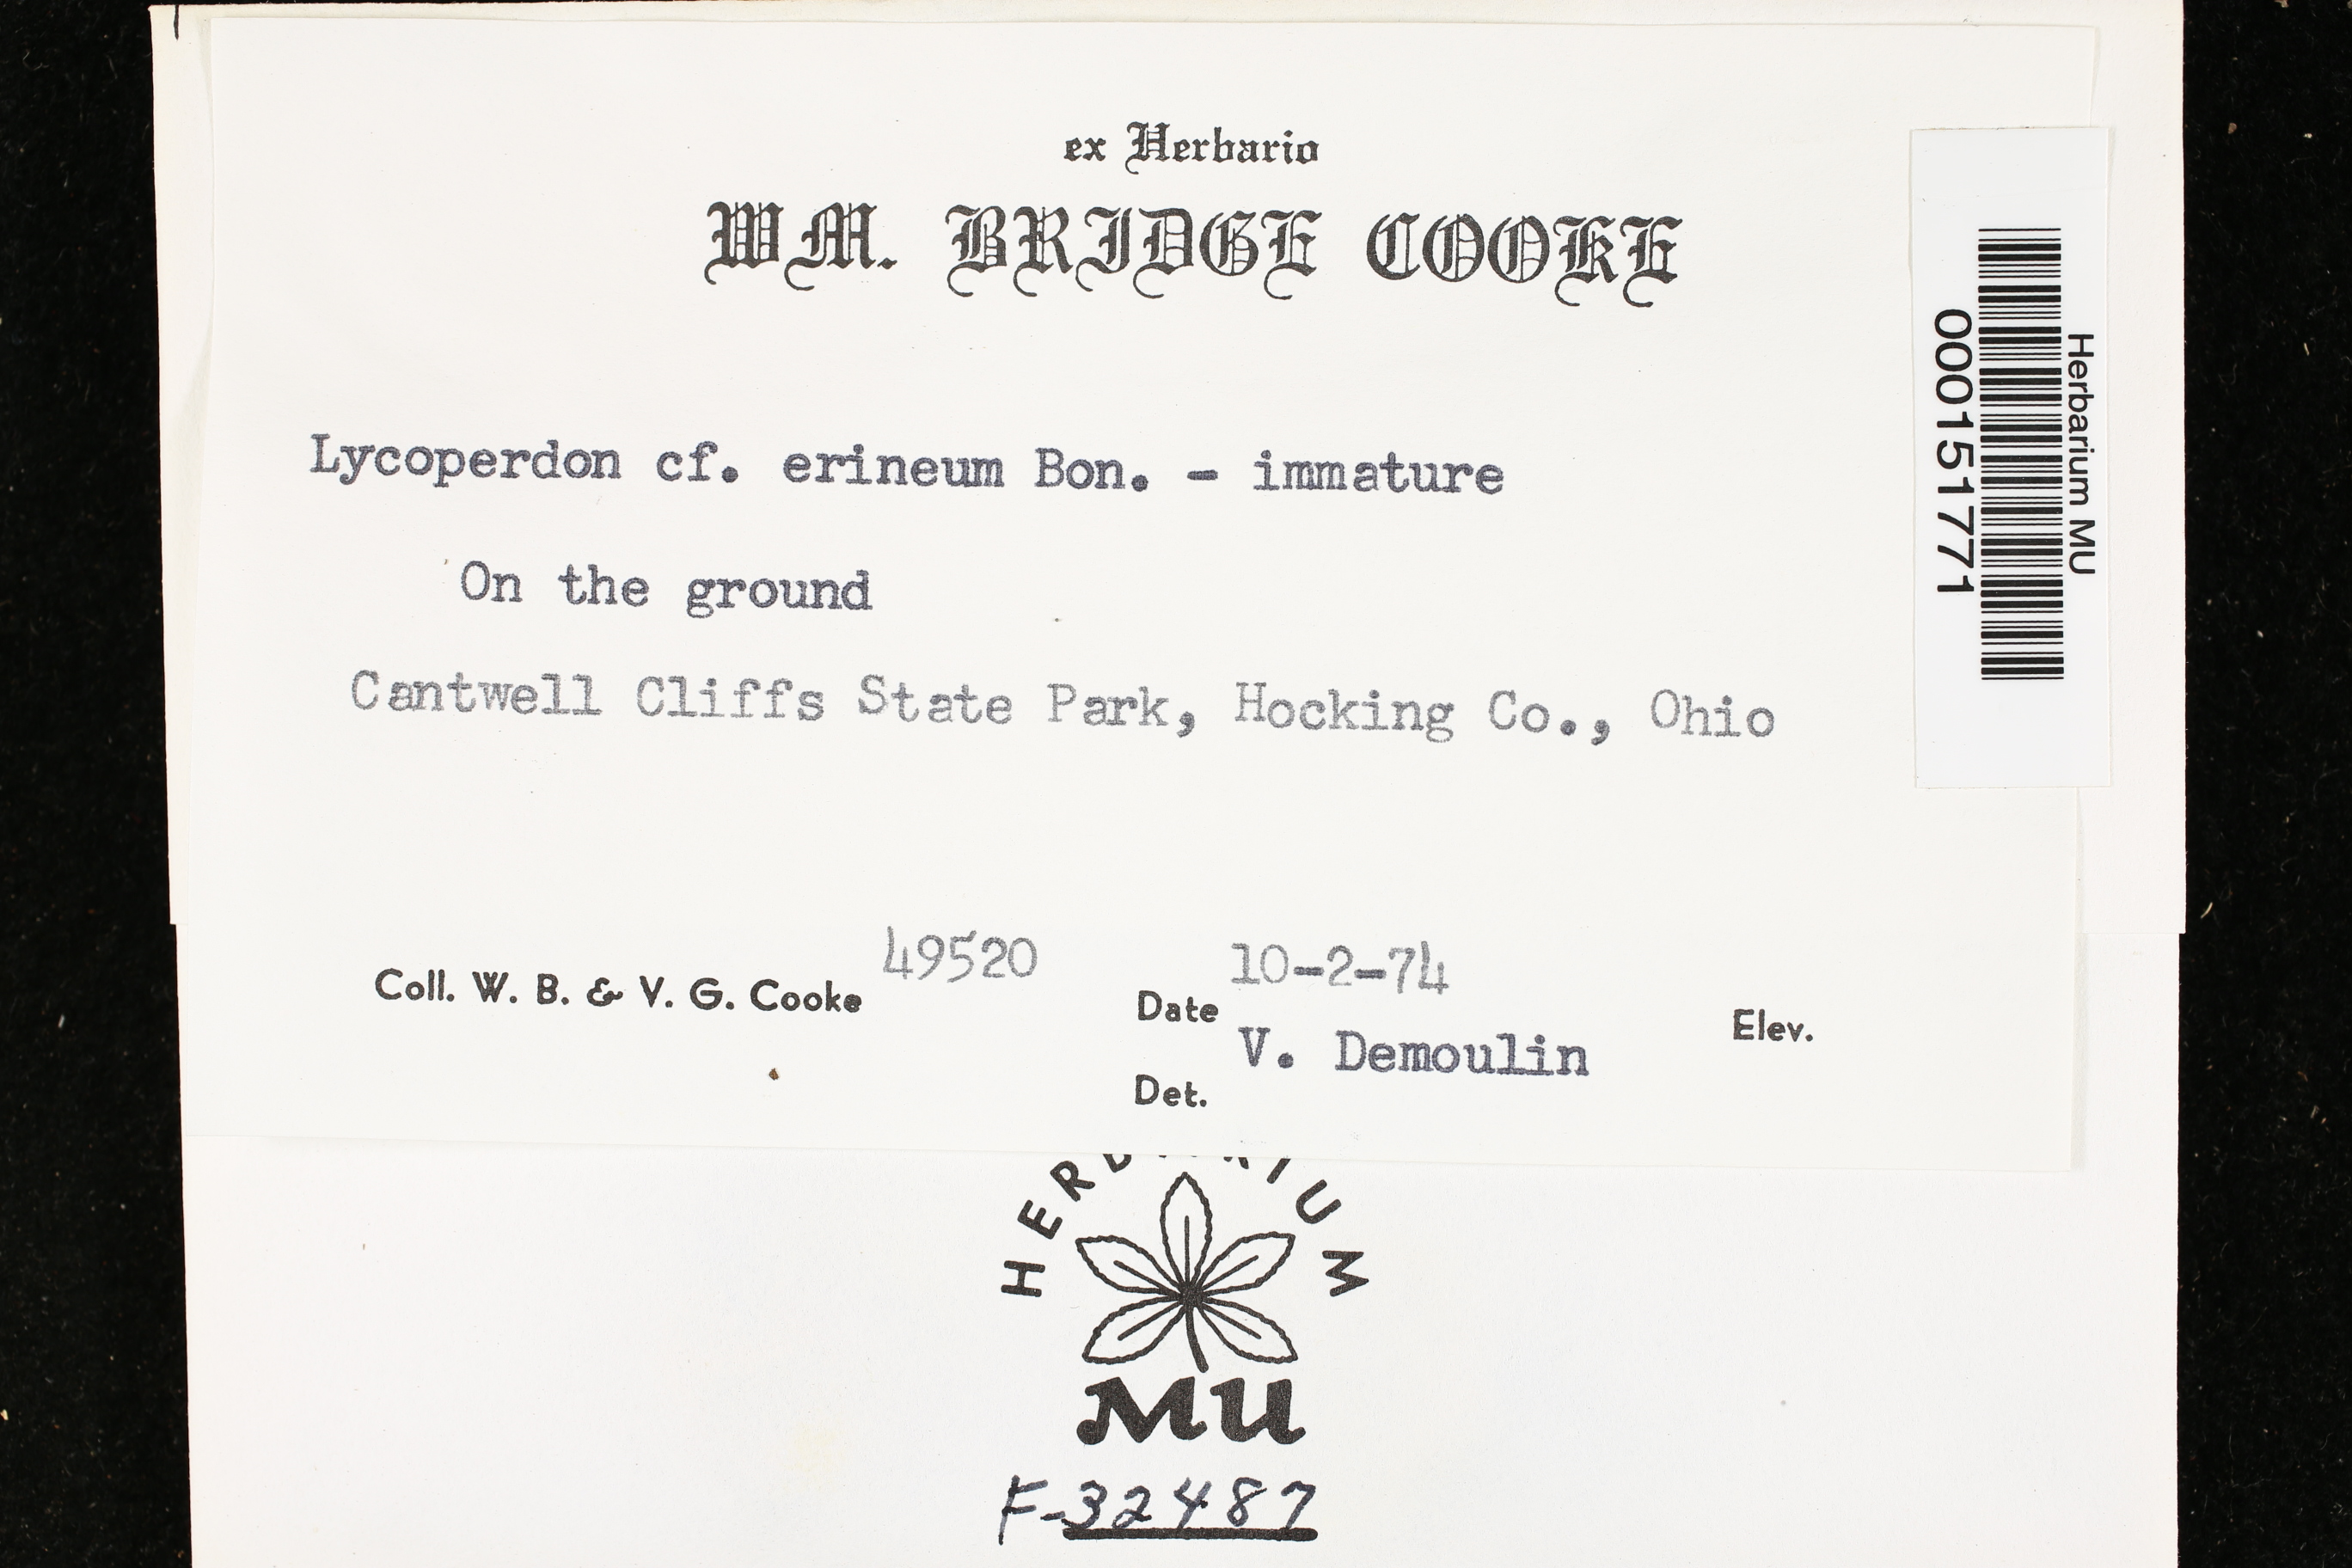 ex Herbario
WM. BRIDGE COOKE
Lycoperdon cf. erineum Bon. - immature
On the ground
Cantwell Cliffs State Park, Hocking Co., Ohio
Coll. W. B. & V. G. Cooke 49520
Date 10-2-74
Elev.
Det. V. Demoulin
Herbarium MU
000151771
HERBARIUM
MU
F-32487